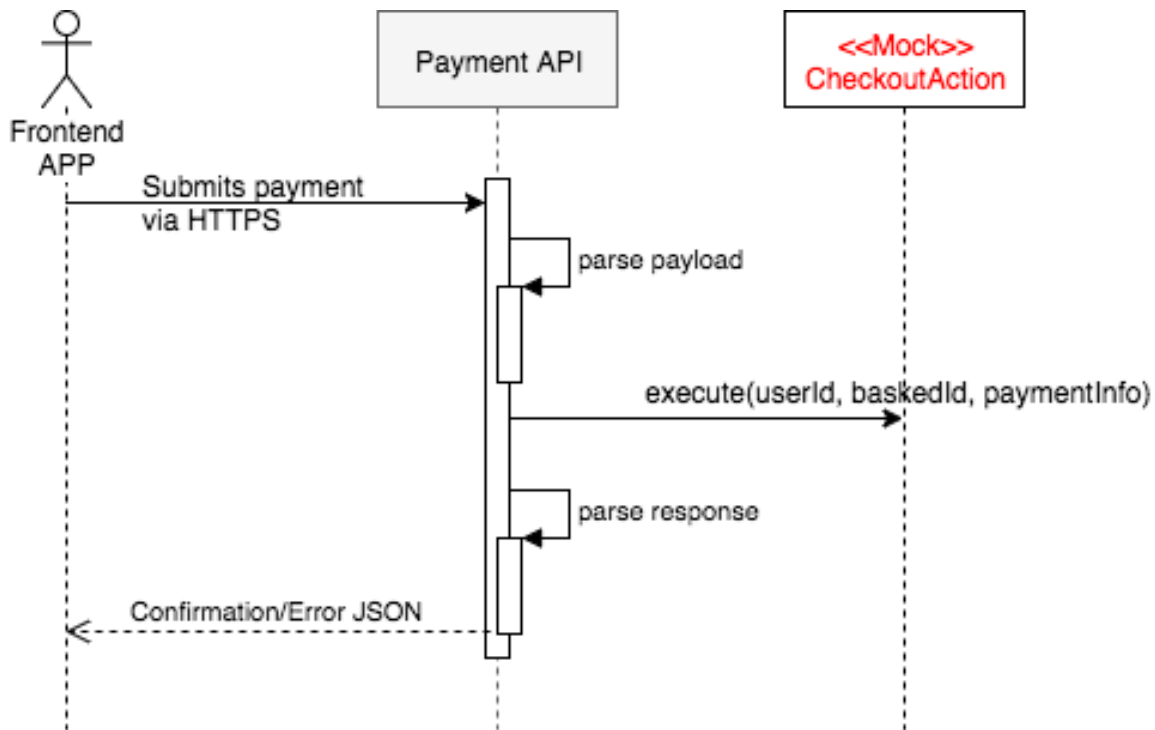 Frontend
APP
Payment API
<<Mock>>
CheckoutAction
Submits payment
via HTTPS
parse payload
execute(userId, baskedId, paymentInfo)
parse response
Confirmation/Error JSON